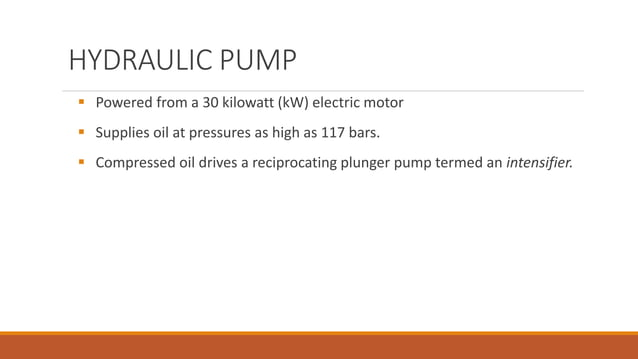 HYDRAULIC PUMP
▪ Powered from a 30 kilowatt (kW) electric motor
▪ Supplies oil at pressures as high as 117 bars.
▪ Compressed oil drives a reciprocating plunger pump termed an intensifier.